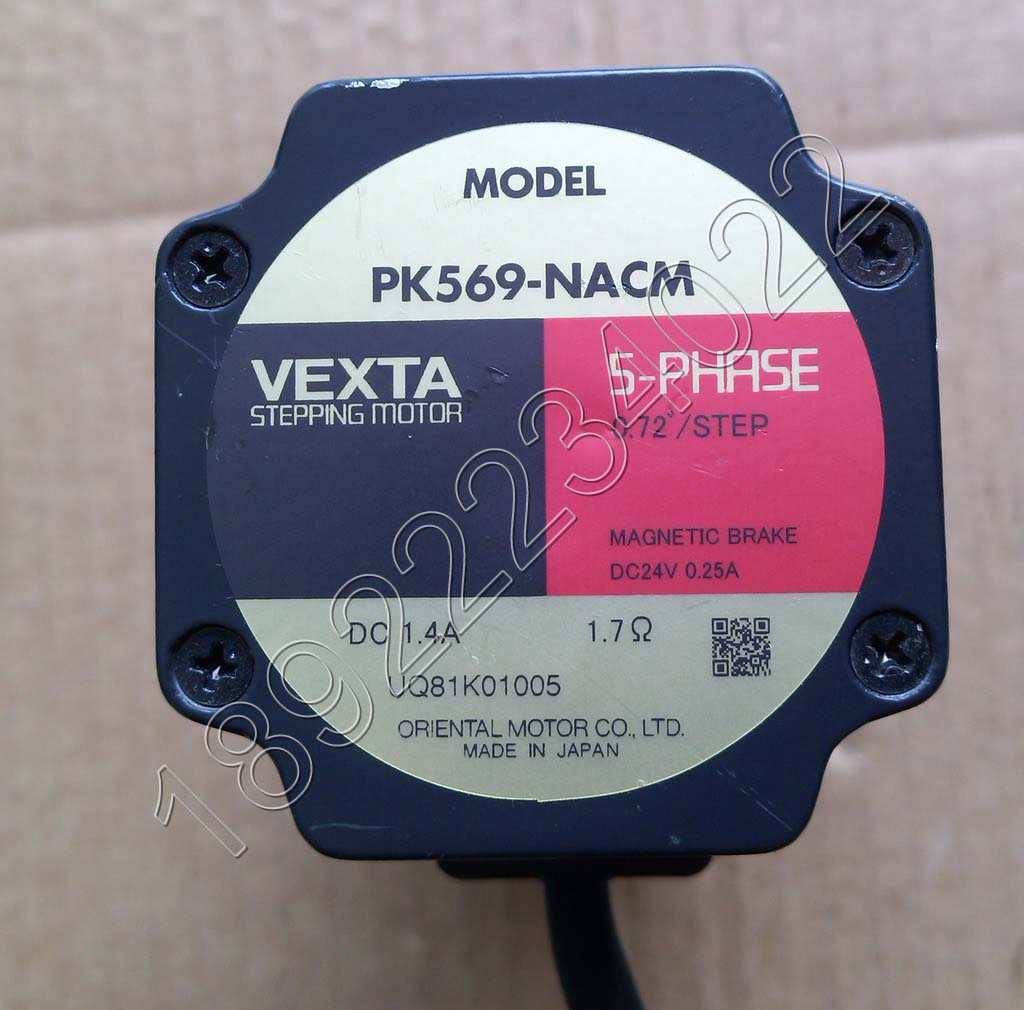 MODEL
PK569-NACM
VEXTA
STEPPING MOTOR
5-PHASE
0.72°/STEP
MAGNETIC BRAKE
DC24V 0.25A
DC 1.4A 1.7Ω
UQ81K01005
ORIENTAL MOTOR CO., LTD.
MADE IN JAPAN
18922234022